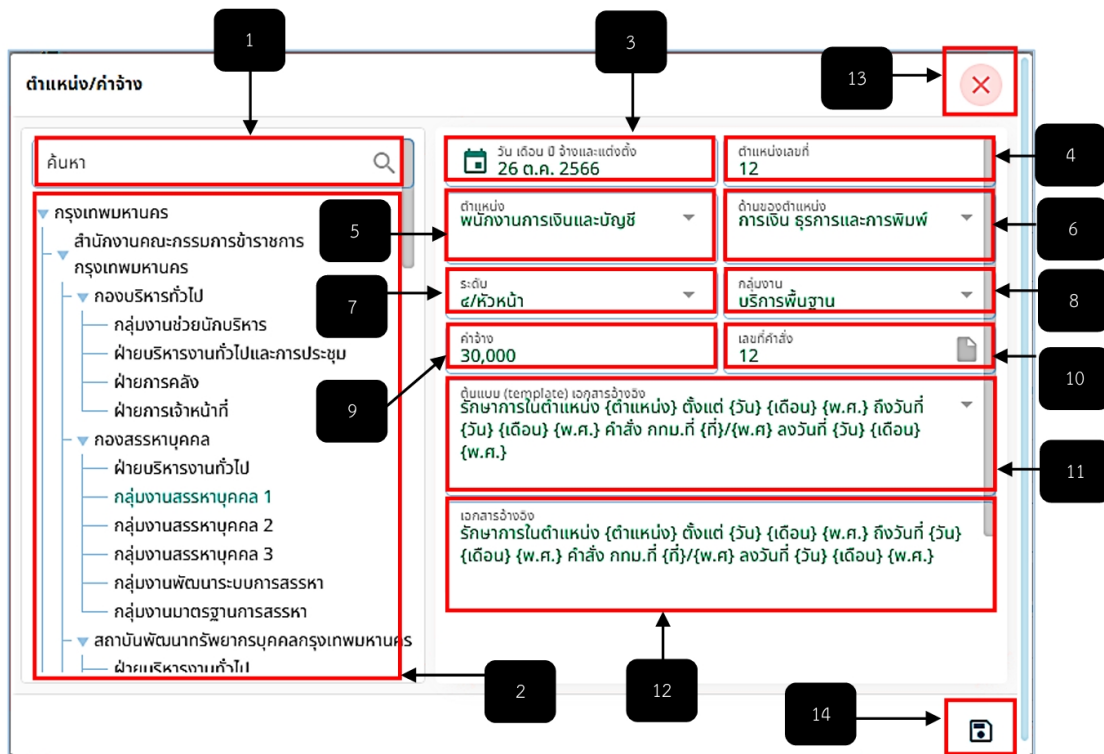 1
3
13
ตำแหน่ง/ค่าจ้าง
ค้นหา
วัน เดือน ปี จ้างและแต่งตั้ง
26 ต.ค. 2566
ตำแหน่งเลขที่
12
4
กรุงเทพมหานคร
สำนักงานคณะกรรมการข้าราชการ
กรุงเทพมหานคร
กองบริหารทั่วไป
กลุ่มงานช่วยนักบริหาร
ฝ่ายบริหารงานทั่วไปและการประชุม
ฝ่ายการคลัง
ฝ่ายการเจ้าหน้าที่
กองสรรหาบุคคล
ฝ่ายบริหารงานทั่วไป
กลุ่มงานสรรหาบุคคล 1
กลุ่มงานสรรหาบุคคล 2
กลุ่มงานสรรหาบุคคล 3
กลุ่มงานพัฒนาระบบการสรรหา
กลุ่มงานมาตรฐานการสรรหา
สถาบันพัฒนาทรัพยากรบุคคลกรุงเทพมหานคร
ฝ่ายบริหารงานทั่วไป
5
ตำแหน่ง
พนักงานการเงินและบัญชี
ด้านของตำแหน่ง
การเงิน ธุรการและการพิมพ์
6
7
ระดับ
๔/หัวหน้า
กลุ่มงาน
บริการพื้นฐาน
8
9
ค่าจ้าง
30,000
เลขที่คำสั่ง
12
10
ต้นแบบ (template) เอกสารอ้างอิง
รักษาการในตำแหน่ง {ตำแหน่ง} ตั้งแต่ {วัน} {เดือน} {พ.ศ.} ถึงวันที่
{วัน} {เดือน} {พ.ศ.} คำสั่ง กทม.ที่ {ที่}/{พ.ศ} ลงวันที่ {วัน} {เดือน}
{พ.ศ.}
11
เอกสารอ้างอิง
รักษาการในตำแหน่ง {ตำแหน่ง} ตั้งแต่ {วัน} {เดือน} {พ.ศ.} ถึงวันที่ {วัน}
{เดือน} {พ.ศ.} คำสั่ง กทม.ที่ {ที่}/{พ.ศ} ลงวันที่ {วัน} {เดือน} {พ.ศ.}
2
12
14